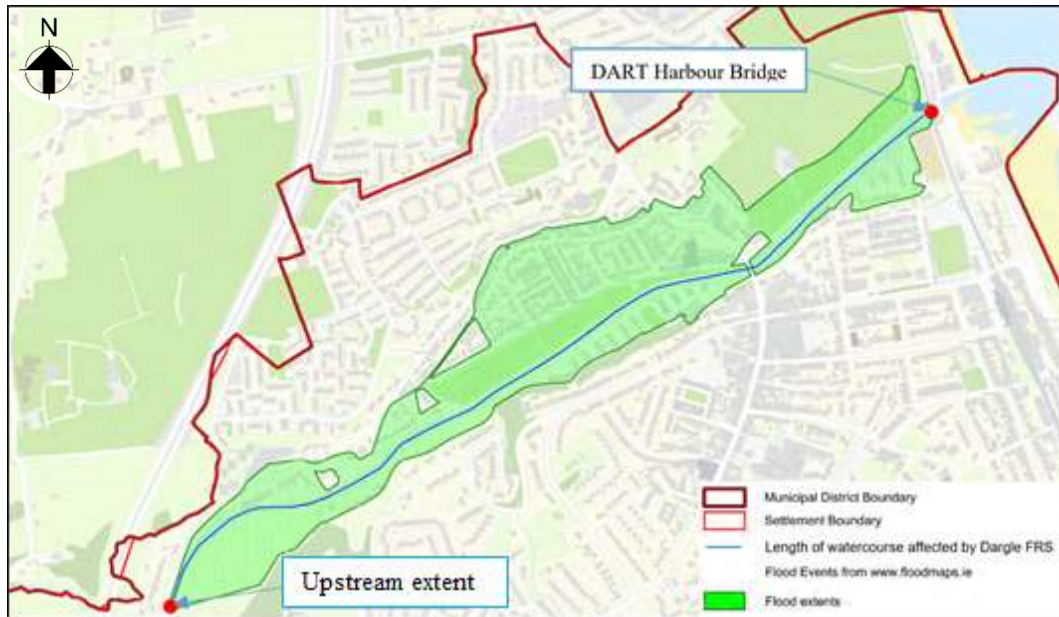 N
DART Harbour Bridge
Municipal District Boundary
Settlement Boundary
Length of watercourse affected by Dargle FRS
Flood Events from www.floodmaps.ie
Flood extents
Upstream extent